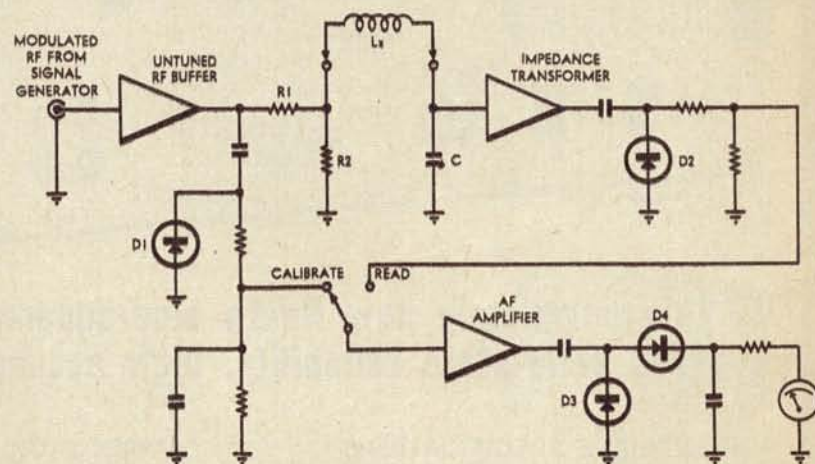 MODULATED
RF FROM
SIGNAL
GENERATOR
UNTUNED
RF BUFFER
R1
R2
Lx
C
IMPEDANCE
TRANSFORMER
D2
D1
CALIBRATE
READ
AF
AMPLIFIER
D4
D3